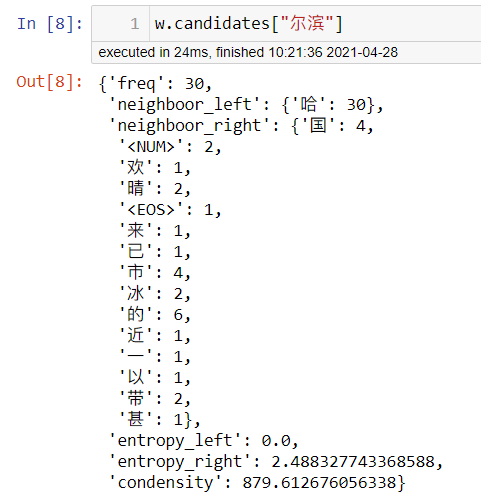 In [8]: 1 w.candidates["尔滨"]
executed in 24ms, finished 10:21:36 2021-04-28
Out[8]: {'freq': 30,
'neighboor_left': {'哈': 30},
'neighboor_right': {'国': 4,
'<NUM>': 2,
'欢': 1,
'晴': 2,
'<EOS>': 1,
'来': 1,
'已': 1,
'市': 4,
'冰': 2,
'的': 6,
'近': 1,
'一': 1,
'以': 1,
'带': 2,
'甚': 1},
'entropy_left': 0.0,
'entropy_right': 2.488327743368588,
'condensity': 879.612676056338}